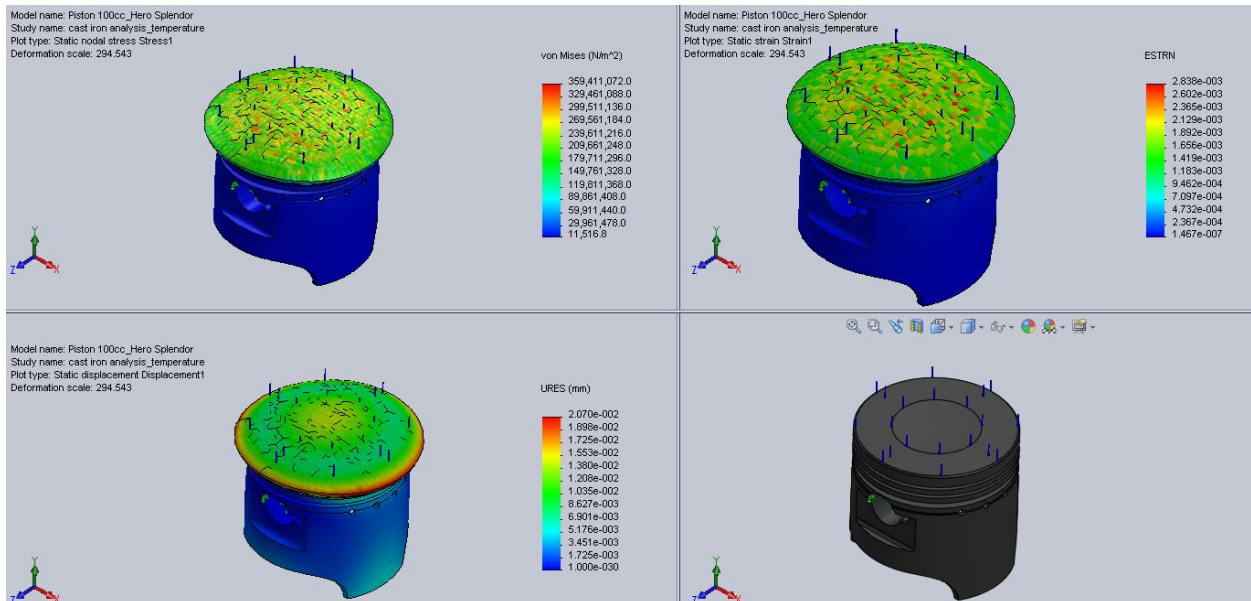 Model name: Piston 100cc_Hero Splendor
Study name: cast iron analysis_temperature
Plot type: Static nodal stress Stress1
Deformation scale: 294.543
von Mises (N/m^2)
359,411,072.0
329,461,088.0
299,511,136.0
269,561,184.0
239,611,216.0
209,661,248.0
179,711,296.0
149,761,328.0
119,811,368.0
89,861,408.0
59,911,440.0
29,961,478.0
11,516.8
Y
Z
X
Model name: Piston 100cc_Hero Splendor
Study name: cast iron analysis_temperature
Plot type: Static strain Strain1
Deformation scale: 294.543
ESTRN
2.838e-003
2.602e-003
2.365e-003
2.129e-003
1.892e-003
1.656e-003
1.419e-003
1.183e-003
9.462e-004
7.097e-004
4.732e-004
2.367e-004
1.467e-007
Y
Z
X
Model name: Piston 100cc_Hero Splendor
Study name: cast iron analysis_temperature
Plot type: Static displacement Displacement1
Deformation scale: 294.543
URES (mm)
2.070e-002
1.898e-002
1.725e-002
1.553e-002
1.380e-002
1.208e-002
1.035e-002
8.627e-003
6.901e-003
5.176e-003
3.451e-003
1.725e-003
1.000e-030
Y
Z
X
Y
Z
X